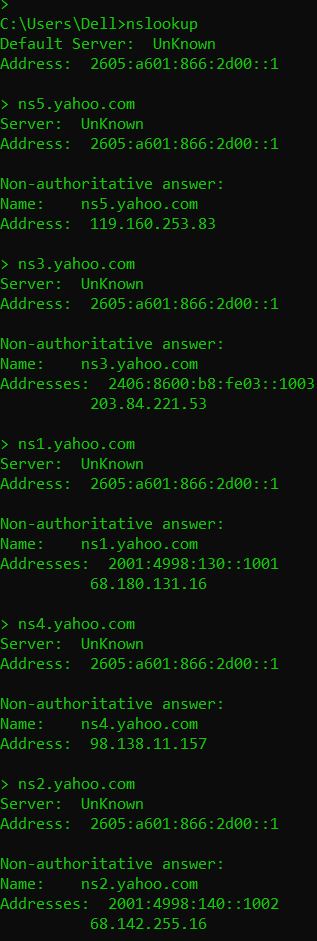 >
C:\Users\Dell>nslookup
Default Server:  UnKnown
Address:  2605:a601:866:2d00::1
> ns5.yahoo.com
Server:  UnKnown
Address:  2605:a601:866:2d00::1
Non-authoritative answer:
Name:    ns5.yahoo.com
Address:  119.160.253.83
> ns3.yahoo.com
Server:  UnKnown
Address:  2605:a601:866:2d00::1
Non-authoritative answer:
Name:    ns3.yahoo.com
Addresses:  2406:8600:b8:fe03::1003
203.84.221.53
> ns1.yahoo.com
Server:  UnKnown
Address:  2605:a601:866:2d00::1
Non-authoritative answer:
Name:    ns1.yahoo.com
Addresses:  2001:4998:130::1001
68.180.131.16
> ns4.yahoo.com
Server:  UnKnown
Address:  2605:a601:866:2d00::1
Non-authoritative answer:
Name:    ns4.yahoo.com
Address:  98.138.11.157
> ns2.yahoo.com
Server:  UnKnown
Address:  2605:a601:866:2d00::1
Non-authoritative answer:
Name:    ns2.yahoo.com
Addresses:  2001:4998:140::1002
68.142.255.16